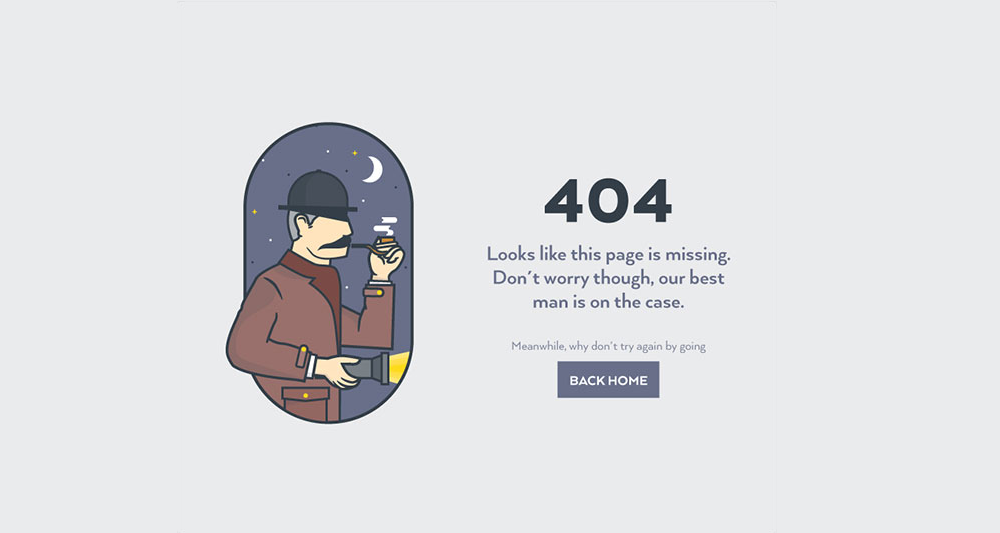 404
Looks like this page is missing.
Don't worry though, our best
man is on the case.
Meanwhile, why don't try again by going
BACK HOME